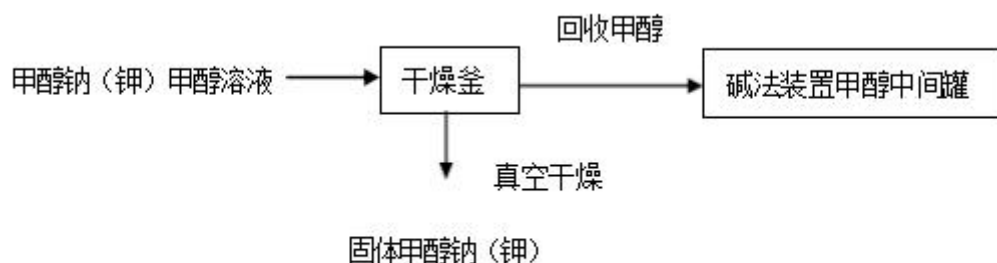 回收甲醇
甲醇钠（钾）甲醇溶液
干燥釜
碱法装置甲醇中间罐
真空干燥
固体甲醇钠（钾）